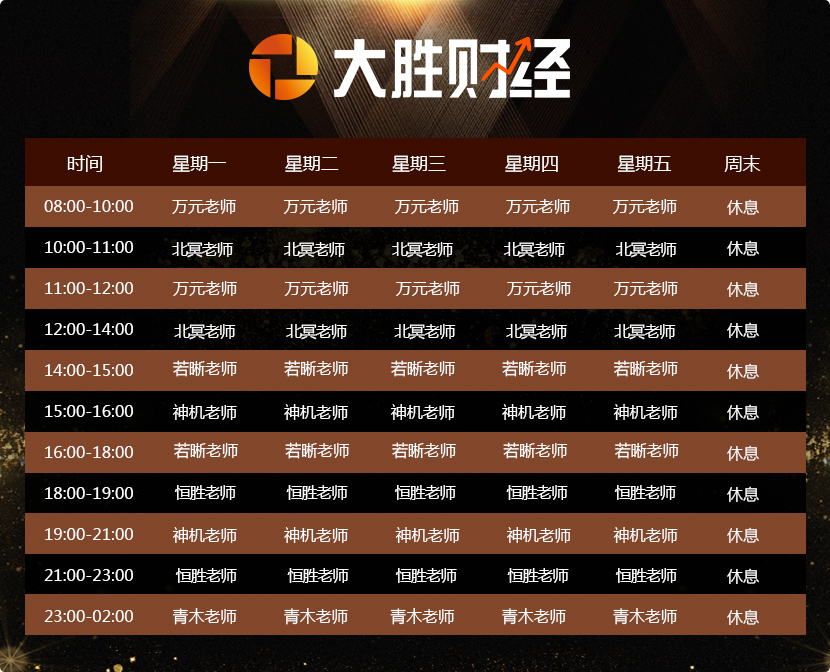 大胜财经
时间 星期一 星期二 星期三 星期四 星期五 周末
08:00-10:00 万元老师 万元老师 万元老师 万元老师 万元老师 休息
10:00-11:00 北冥老师 北冥老师 北冥老师 北冥老师 北冥老师 休息
11:00-12:00 万元老师 万元老师 万元老师 万元老师 万元老师 休息
12:00-14:00 北冥老师 北冥老师 北冥老师 北冥老师 北冥老师 休息
14:00-15:00 若晰老师 若晰老师 若晰老师 若晰老师 若晰老师 休息
15:00-16:00 神机老师 神机老师 神机老师 神机老师 神机老师 休息
16:00-18:00 若晰老师 若晰老师 若晰老师 若晰老师 若晰老师 休息
18:00-19:00 恒胜老师 恒胜老师 恒胜老师 恒胜老师 恒胜老师 休息
19:00-21:00 神机老师 神机老师 神机老师 神机老师 神机老师 休息
21:00-23:00 恒胜老师 恒胜老师 恒胜老师 恒胜老师 恒胜老师 休息
23:00-02:00 青木老师 青木老师 青木老师 青木老师 青木老师 休息